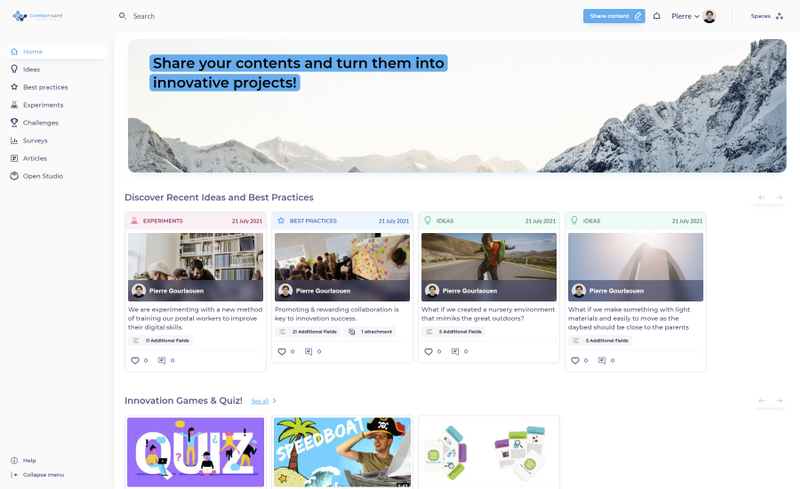 COMPANYNAME
Search
Share content
Pierre
Spaces
Home
Ideas
Best practices
Experiments
Challenges
Surveys
Articles
Open Studio
Help
Collapse menu
Share your contents and turn them into
innovative projects!
Discover Recent Ideas and Best Practices
EXPERIMENTS 21 July 2021
Pierre Gourlaouen
We are experimenting with a new method
of training our postal workers to improve
their digital skills.
11 Additional fields
0 0
BEST PRACTICES 21 July 2021
Pierre Gourlaouen
Promoting & rewarding collaboration is
key to innovation success.
21 Additional fields 1 attachment
0 0
IDEAS 21 July 2021
Pierre Gourlaouen
What if we created a nursery environment
that mimiks the great outdoors?
5 Additional fields
0 0
IDEAS 21 July 2021
Pierre Gourlaouen
What if we make something with light
materials and easily to move as the
daybed should be close to the parents
5 Additional fields
0 0
Innovation Games & Quiz! See all
QUIZ
SPEEDBOAT